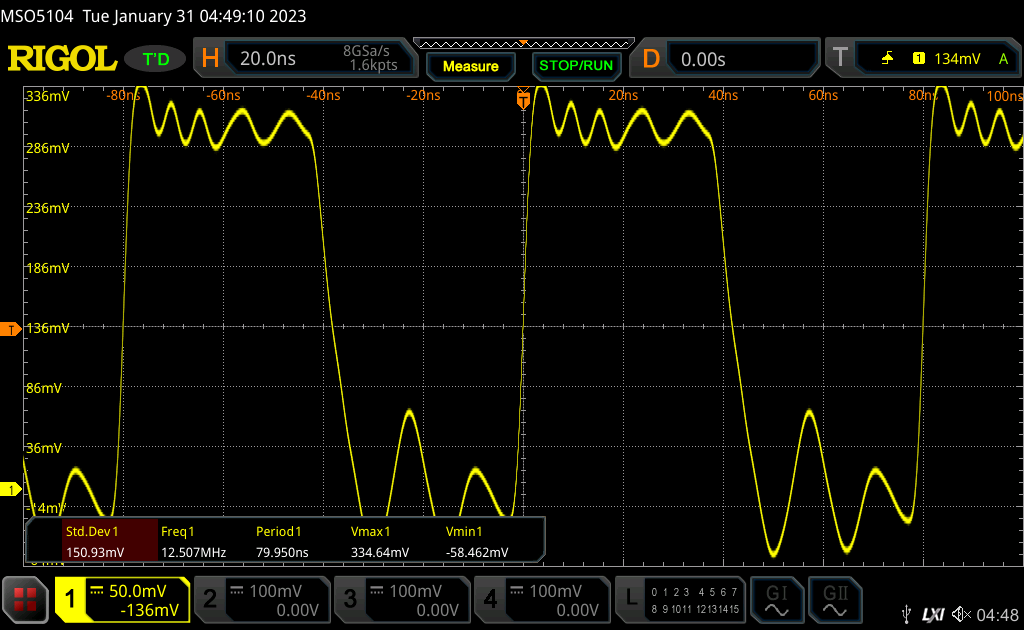 MSO5104 Tue January 31 04:49:10 2023
RIGOL T'D H 20.0ns 8GSa/s 1.6kpts Measure STOP/RUN D 0.00s T 1 134mV A
336mV -80ns -60ns -40ns -20ns T 20ns 40ns 60ns 80ns 100ns
286mV
236mV
186mV
T 136mV
86mV
36mV
1
-14mV
Std.Dev1 Freq1 Period1 Vmax1 Vmin1
150.93mV 12.507MHz 79.950ns 334.64mV -58.462mV
1 50.0mV -136mV 2 100mV 0.00V 3 100mV 0.00V 4 100mV 0.00V L 0 1 2 3 4 5 6 7 8 9 10 11 12 13 14 15 GI GII LXI 04:48